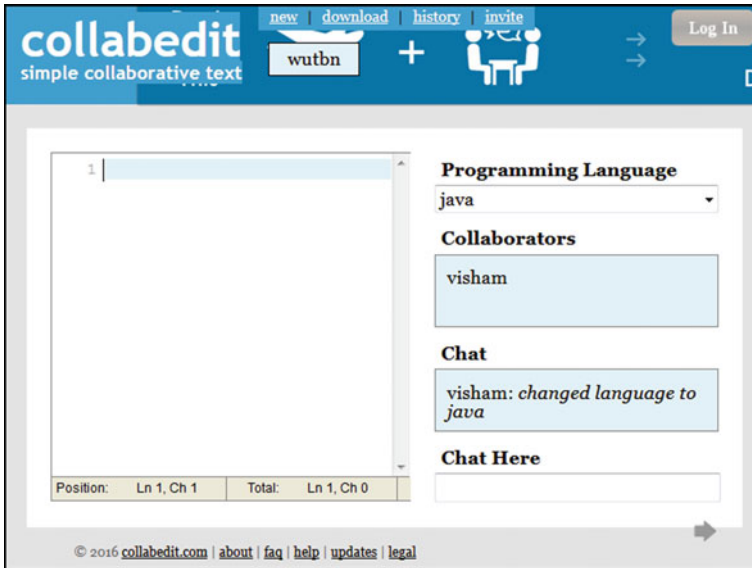 new | download | history | invite
Log In
collabedit
simple collaborative text
wutbn
1
Programming Language
java
Collaborators
visham
Chat
visham: changed language to
java
Chat Here
Position: Ln 1, Ch 1 Total: Ln 1, Ch 0
© 2016 collabedit.com | about | faq | help | updates | legal